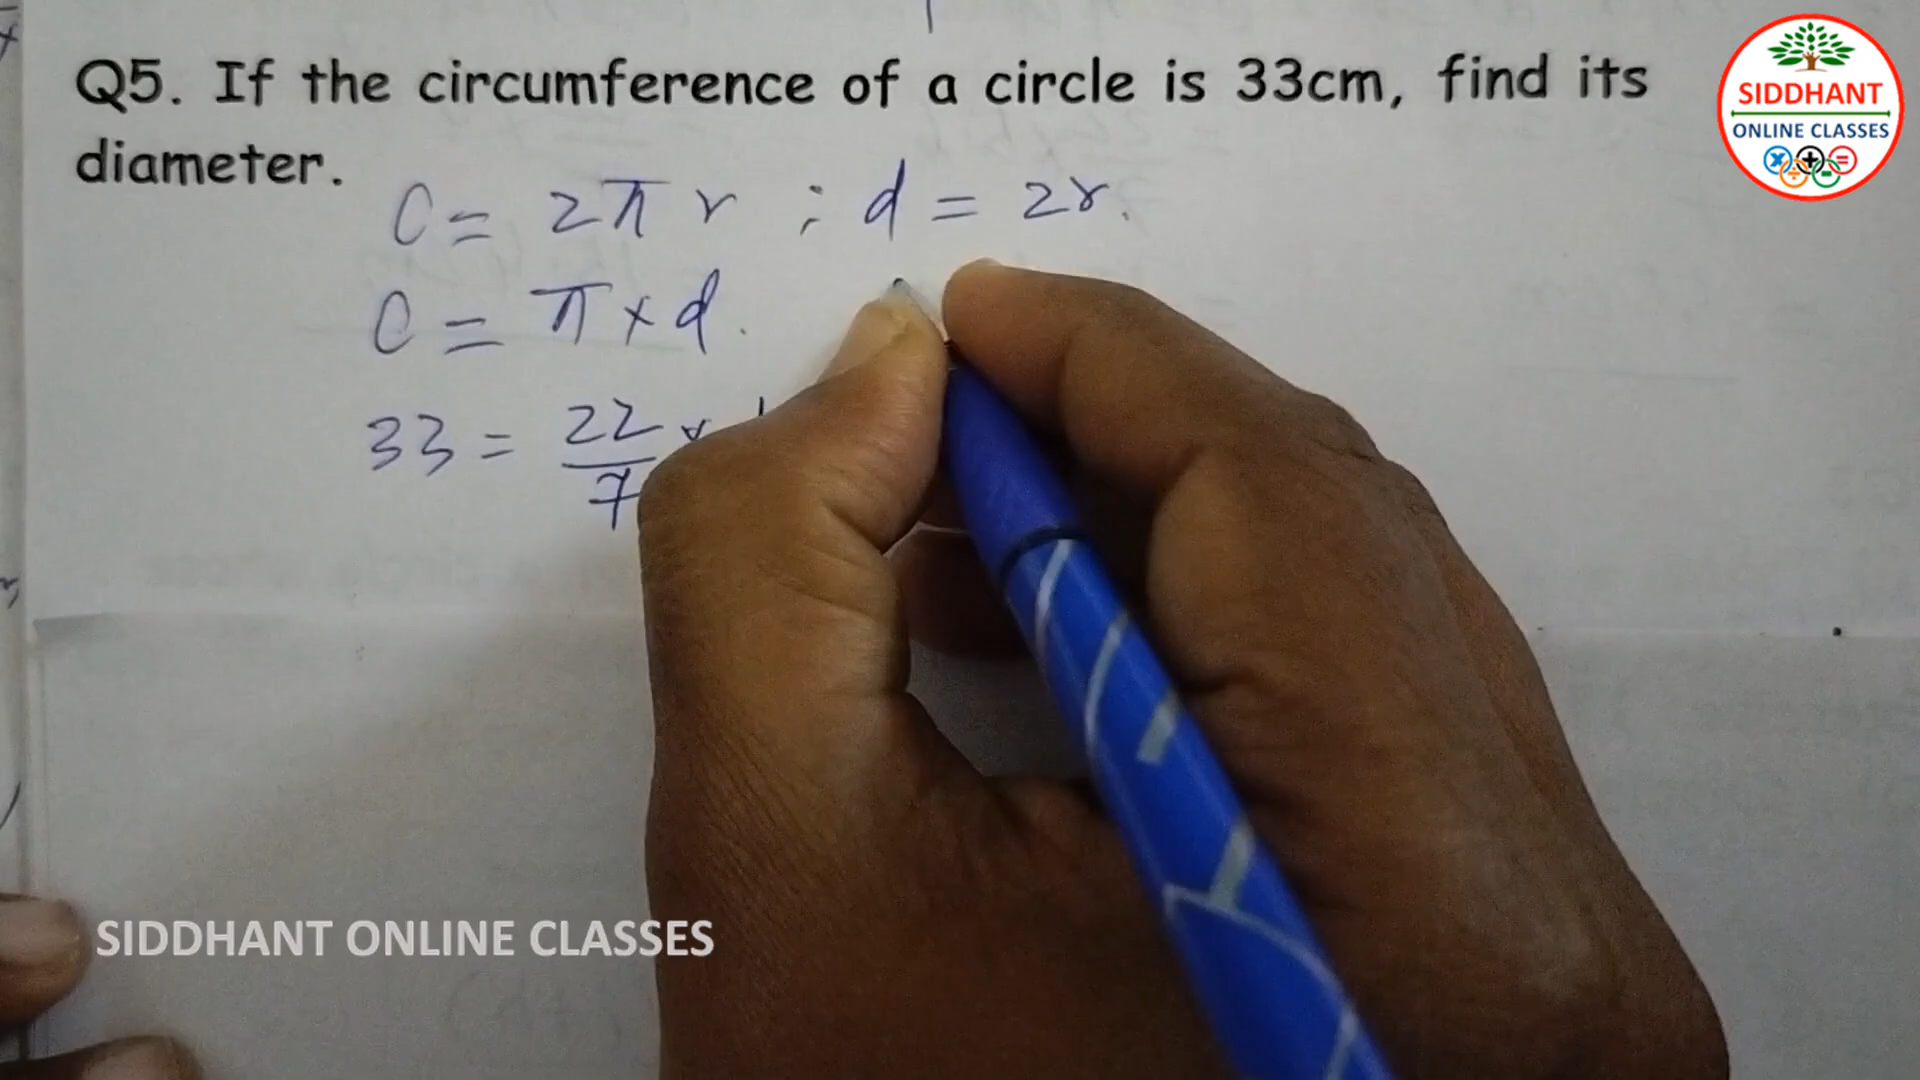 Q5. If the circumference of a circle is 33cm, find its
diameter.
C = 2π r ; d = 2r.
C = π × d.
33 = 22/7 ×
SIDDHANT
ONLINE CLASSES
SIDDHANT ONLINE CLASSES